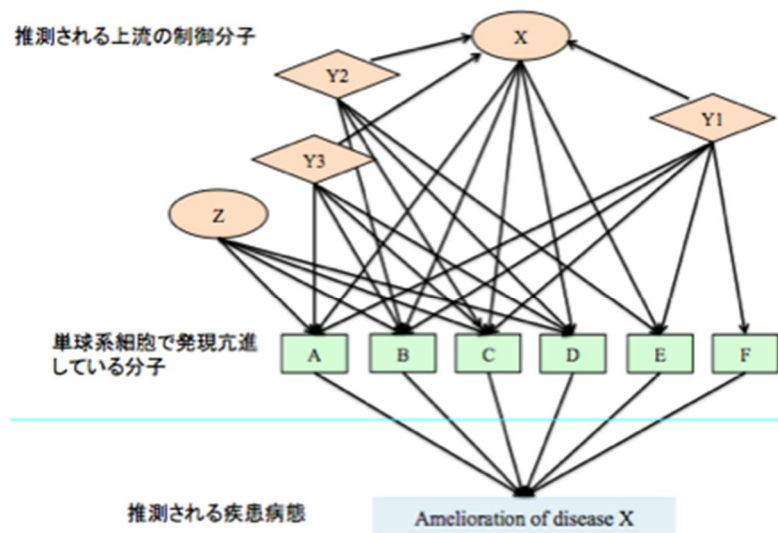 推測される上流の制御分子
X
Y2
Y1
Y3
Z
単球系細胞で発現亢進
している分子
A
B
C
D
E
F
推測される疾患病態
Amelioration of disease X